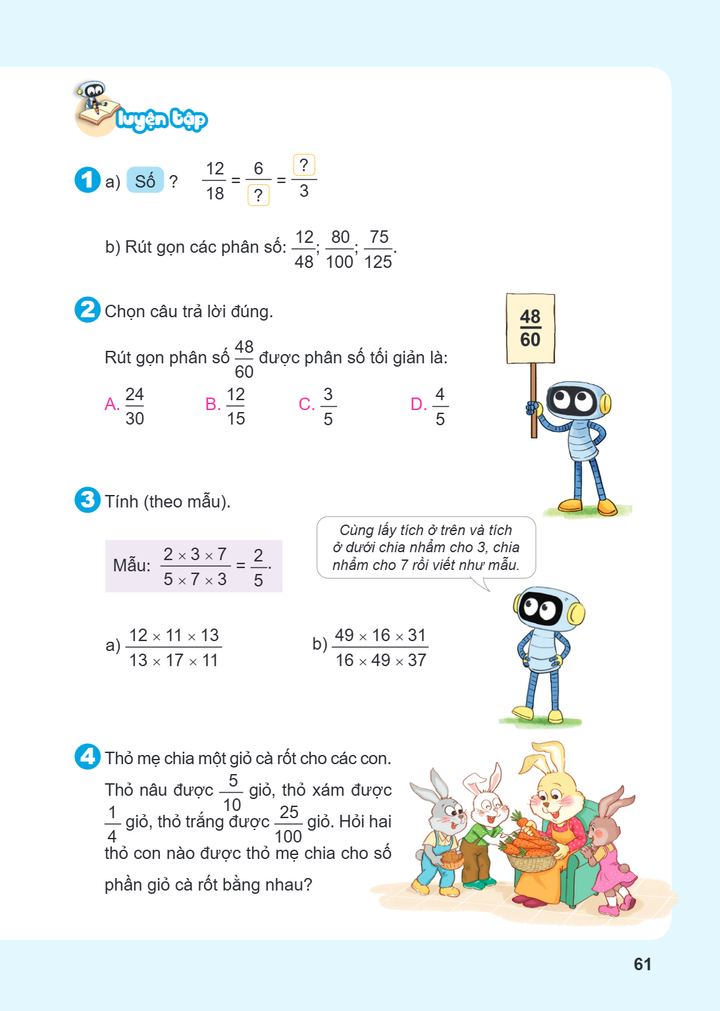 Luyện tập
1 a) Số ? 12/18 = 6/? = ?/3
b) Rút gọn các phân số: 12/48; 80/100; 75/125.
2 Chọn câu trả lời đúng.
48/60
Rút gọn phân số 48/60 được phân số tối giản là:
A. 24/30 B. 12/15 C. 3/5 D. 4/5
3 Tính (theo mẫu).
Cùng lấy tích ở trên và tích
ở dưới chia nhẩm cho 3, chia
nhẩm cho 7 rồi viết như mẫu.
Mẫu: 2 × 3 × 7 / 5 × 7 × 3 = 2/5.
a) 12 × 11 × 13 / 13 × 17 × 11 b) 49 × 16 × 31 / 16 × 49 × 37
4 Thỏ mẹ chia một giỏ cà rốt cho các con.
Thỏ nâu được 5/10 giỏ, thỏ xám được
1/4 giỏ, thỏ trắng được 25/100 giỏ. Hỏi hai
thỏ con nào được thỏ mẹ chia cho số
phần giỏ cà rốt bằng nhau?
61